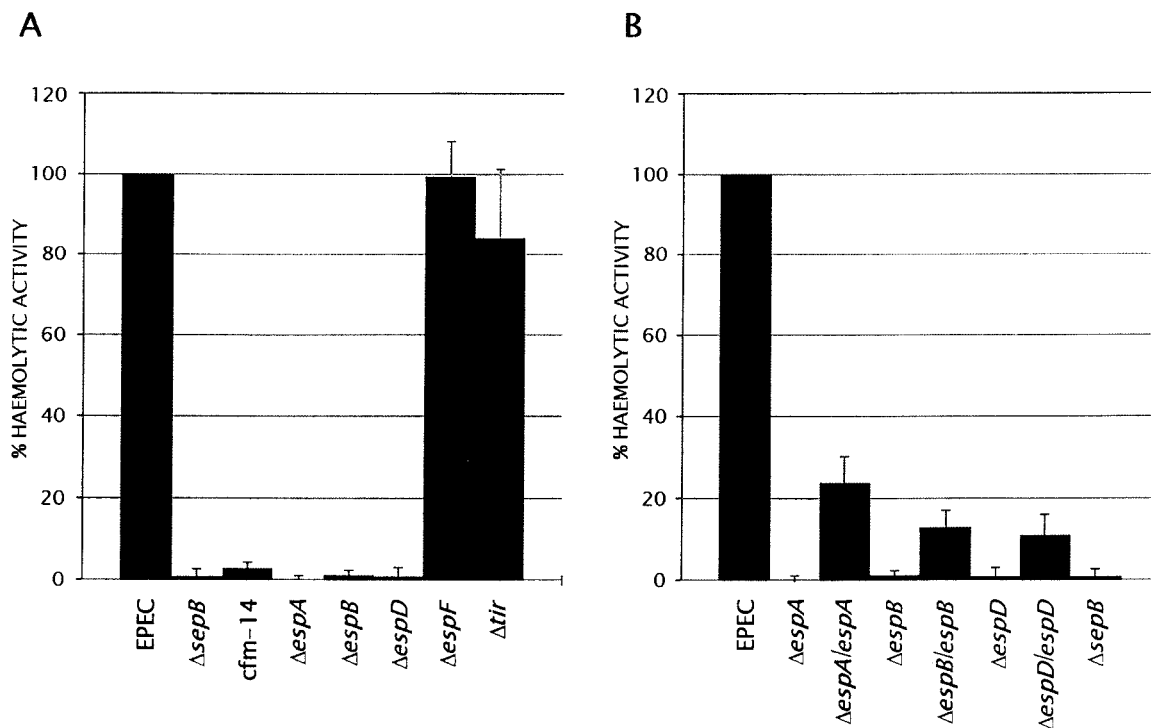 A
% HAEMOLYTIC ACTIVITY
120
100
80
60
40
20
0
EPEC
ΔsepB
cfm-14
ΔespA
ΔespB
ΔespD
ΔespF
Δtir
B
% HAEMOLYTIC ACTIVITY
120
100
80
60
40
20
0
EPEC
ΔespA
ΔespA/espA
ΔespB
ΔespB/espB
ΔespD
ΔespD/espD
ΔsepB